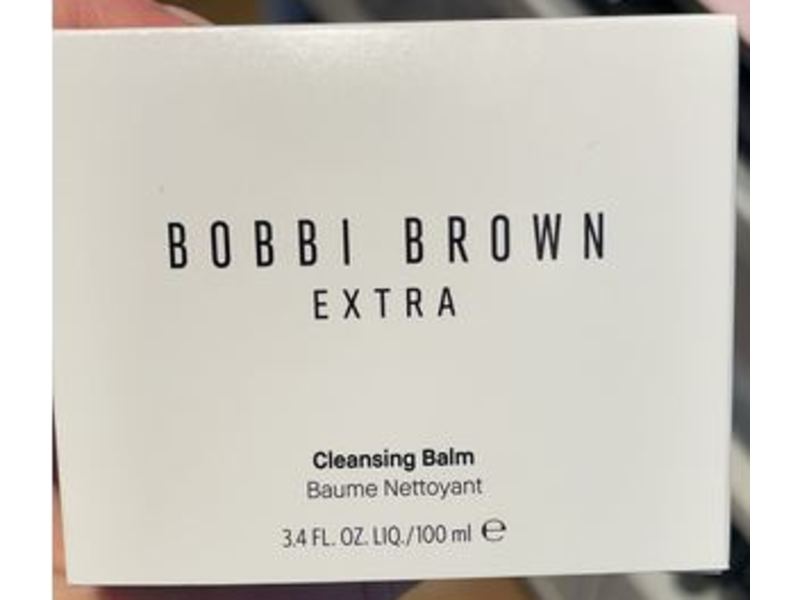 BOBBI BROWN
EXTRA
Cleansing Balm
Baume Nettoyant
3.4 FL. OZ. LIQ./100 ml ℮